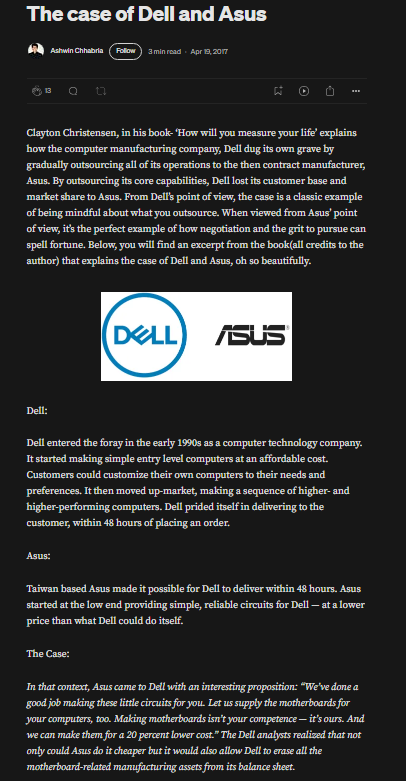 The case of Dell and Asus
Ashwin Chhabria Follow 3 min read · Apr 19, 2017
13
Clayton Christensen, in his book- ‘How will you measure your life’ explains
how the computer manufacturing company, Dell dug its own grave by
gradually outsourcing all of its operations to the then contract manufacturer,
Asus. By outsourcing its core capabilities, Dell lost its customer base and
market share to Asus. From Dell’s point of view, the case is a classic example
of being mindful about what you outsource. When viewed from Asus’ point
of view, it’s the perfect example of how negotiation and the grit to pursue can
spell fortune. Below, you will find an excerpt from the book(all credits to the
author) that explains the case of Dell and Asus, oh so beautifully.
DELL ASUS
Dell:
Dell entered the foray in the early 1990s as a computer technology company.
It started making simple entry level computers at an affordable cost.
Customers could customize their own computers to their needs and
preferences. It then moved up-market, making a sequence of higher- and
higher-performing computers. Dell prided itself in delivering to the
customer, within 48 hours of placing an order.
Asus:
Taiwan based Asus made it possible for Dell to deliver within 48 hours. Asus
started at the low end providing simple, reliable circuits for Dell — at a lower
price than what Dell could do itself.
The Case:
In that context, Asus came to Dell with an interesting proposition: “We’ve done a
good job making these little circuits for you. Let us supply the motherboards for
your computers, too. Making motherboards isn’t your competence — it’s ours. And
we can make them for a 20 percent lower cost.” The Dell analysts realized that not
only could Asus do it cheaper but it would also allow Dell to erase all the
motherboard-related manufacturing assets from its balance sheet.